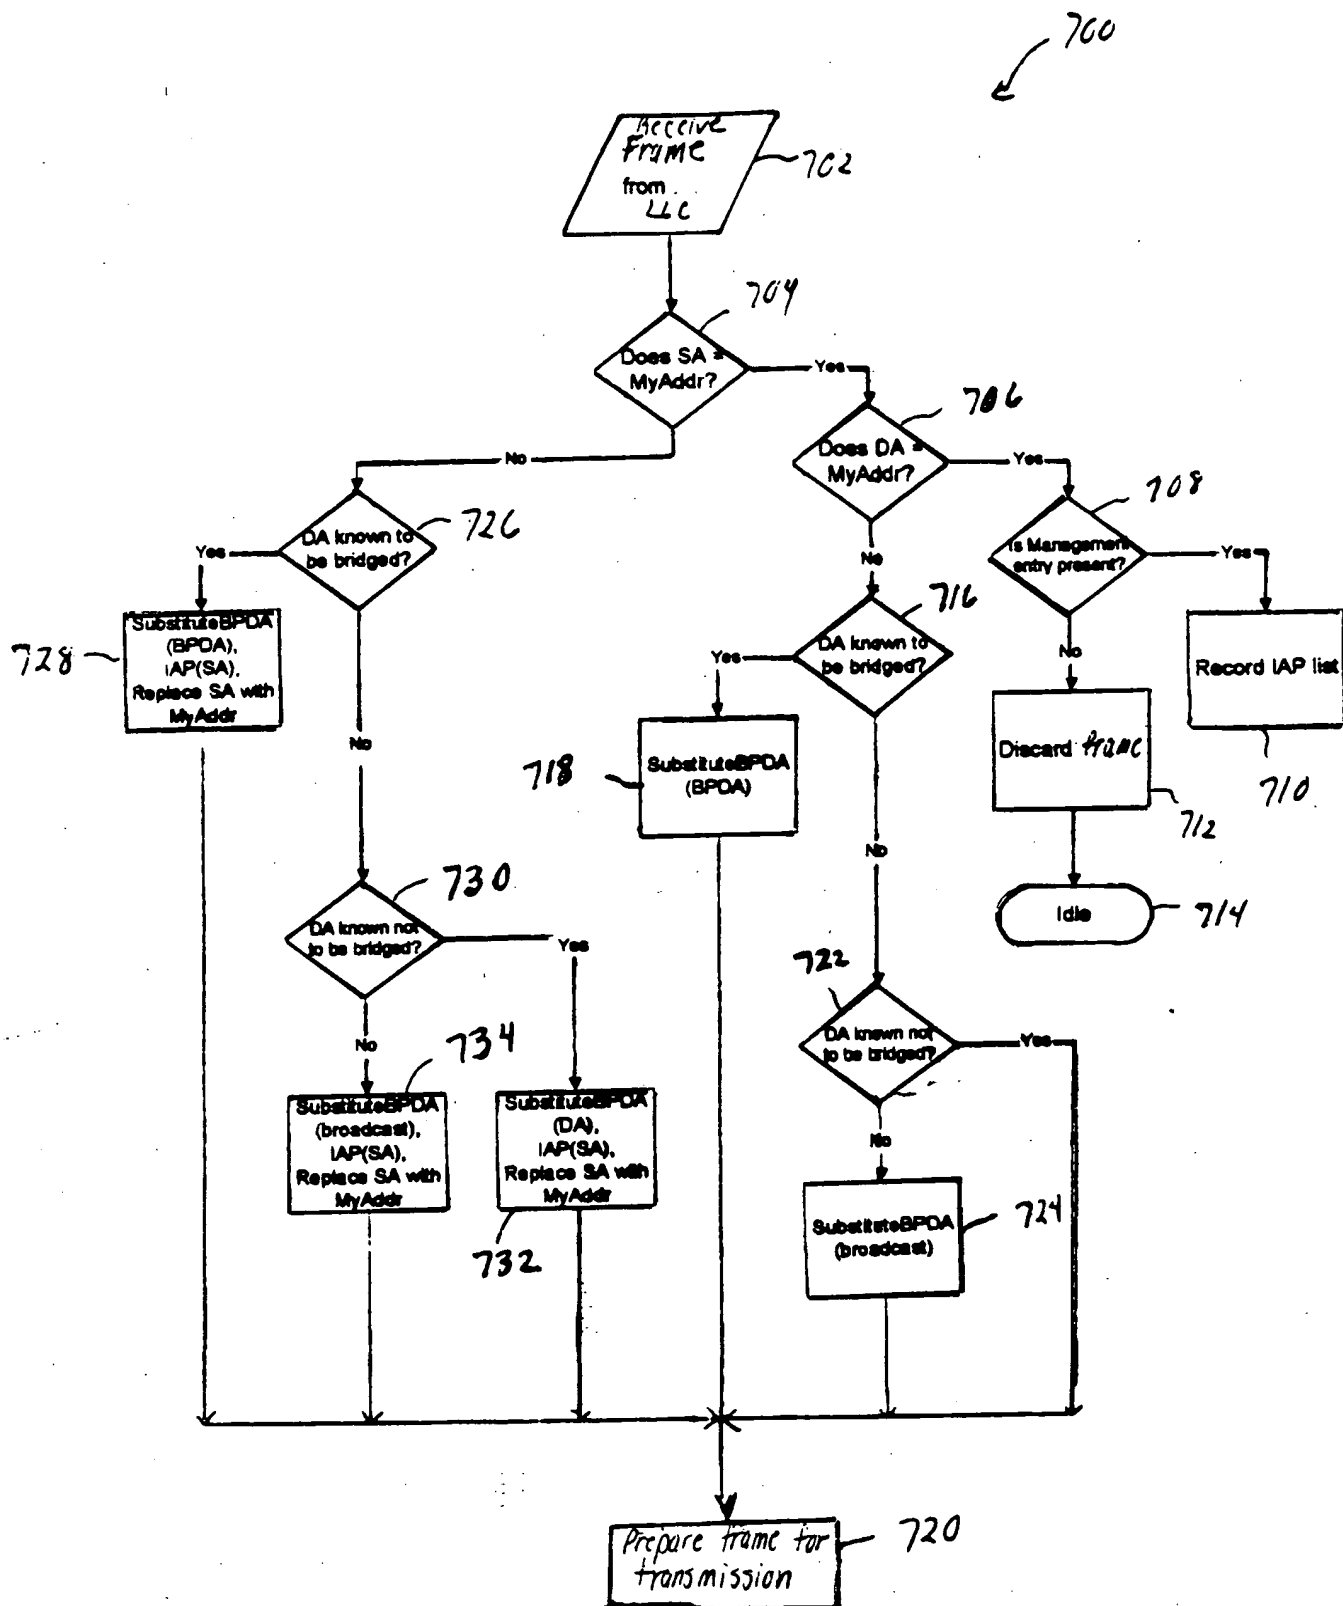 700
Receive
Frame
from
LLC
702
704
Does SA =
MyAddr?
Yes
706
Does DA =
MyAddr?
Yes
No
708
726
DA known to
be bridged?
Yes
Is Management
entry present?
Yes
No
716
728
SubstituteBPDA
(BPDA),
IAP(SA),
Replace SA with
MyAddr
DA known to
be bridged?
Yes
No
Record IAP list
No
718
SubstituteBPDA
(BPDA)
Discard frame
710
712
No
730
DA known not
to be bridged?
Yes
Idle
714
722
No
734
DA known not
to be bridged?
Yes
SubstituteBPDA
(broadcast),
IAP(SA),
Replace SA with
MyAddr
SubstituteBPDA
(DA),
IAP(SA),
Replace SA with
MyAddr
No
732
SubstituteBPDA
(broadcast)
724
Prepare frame for
transmission
720